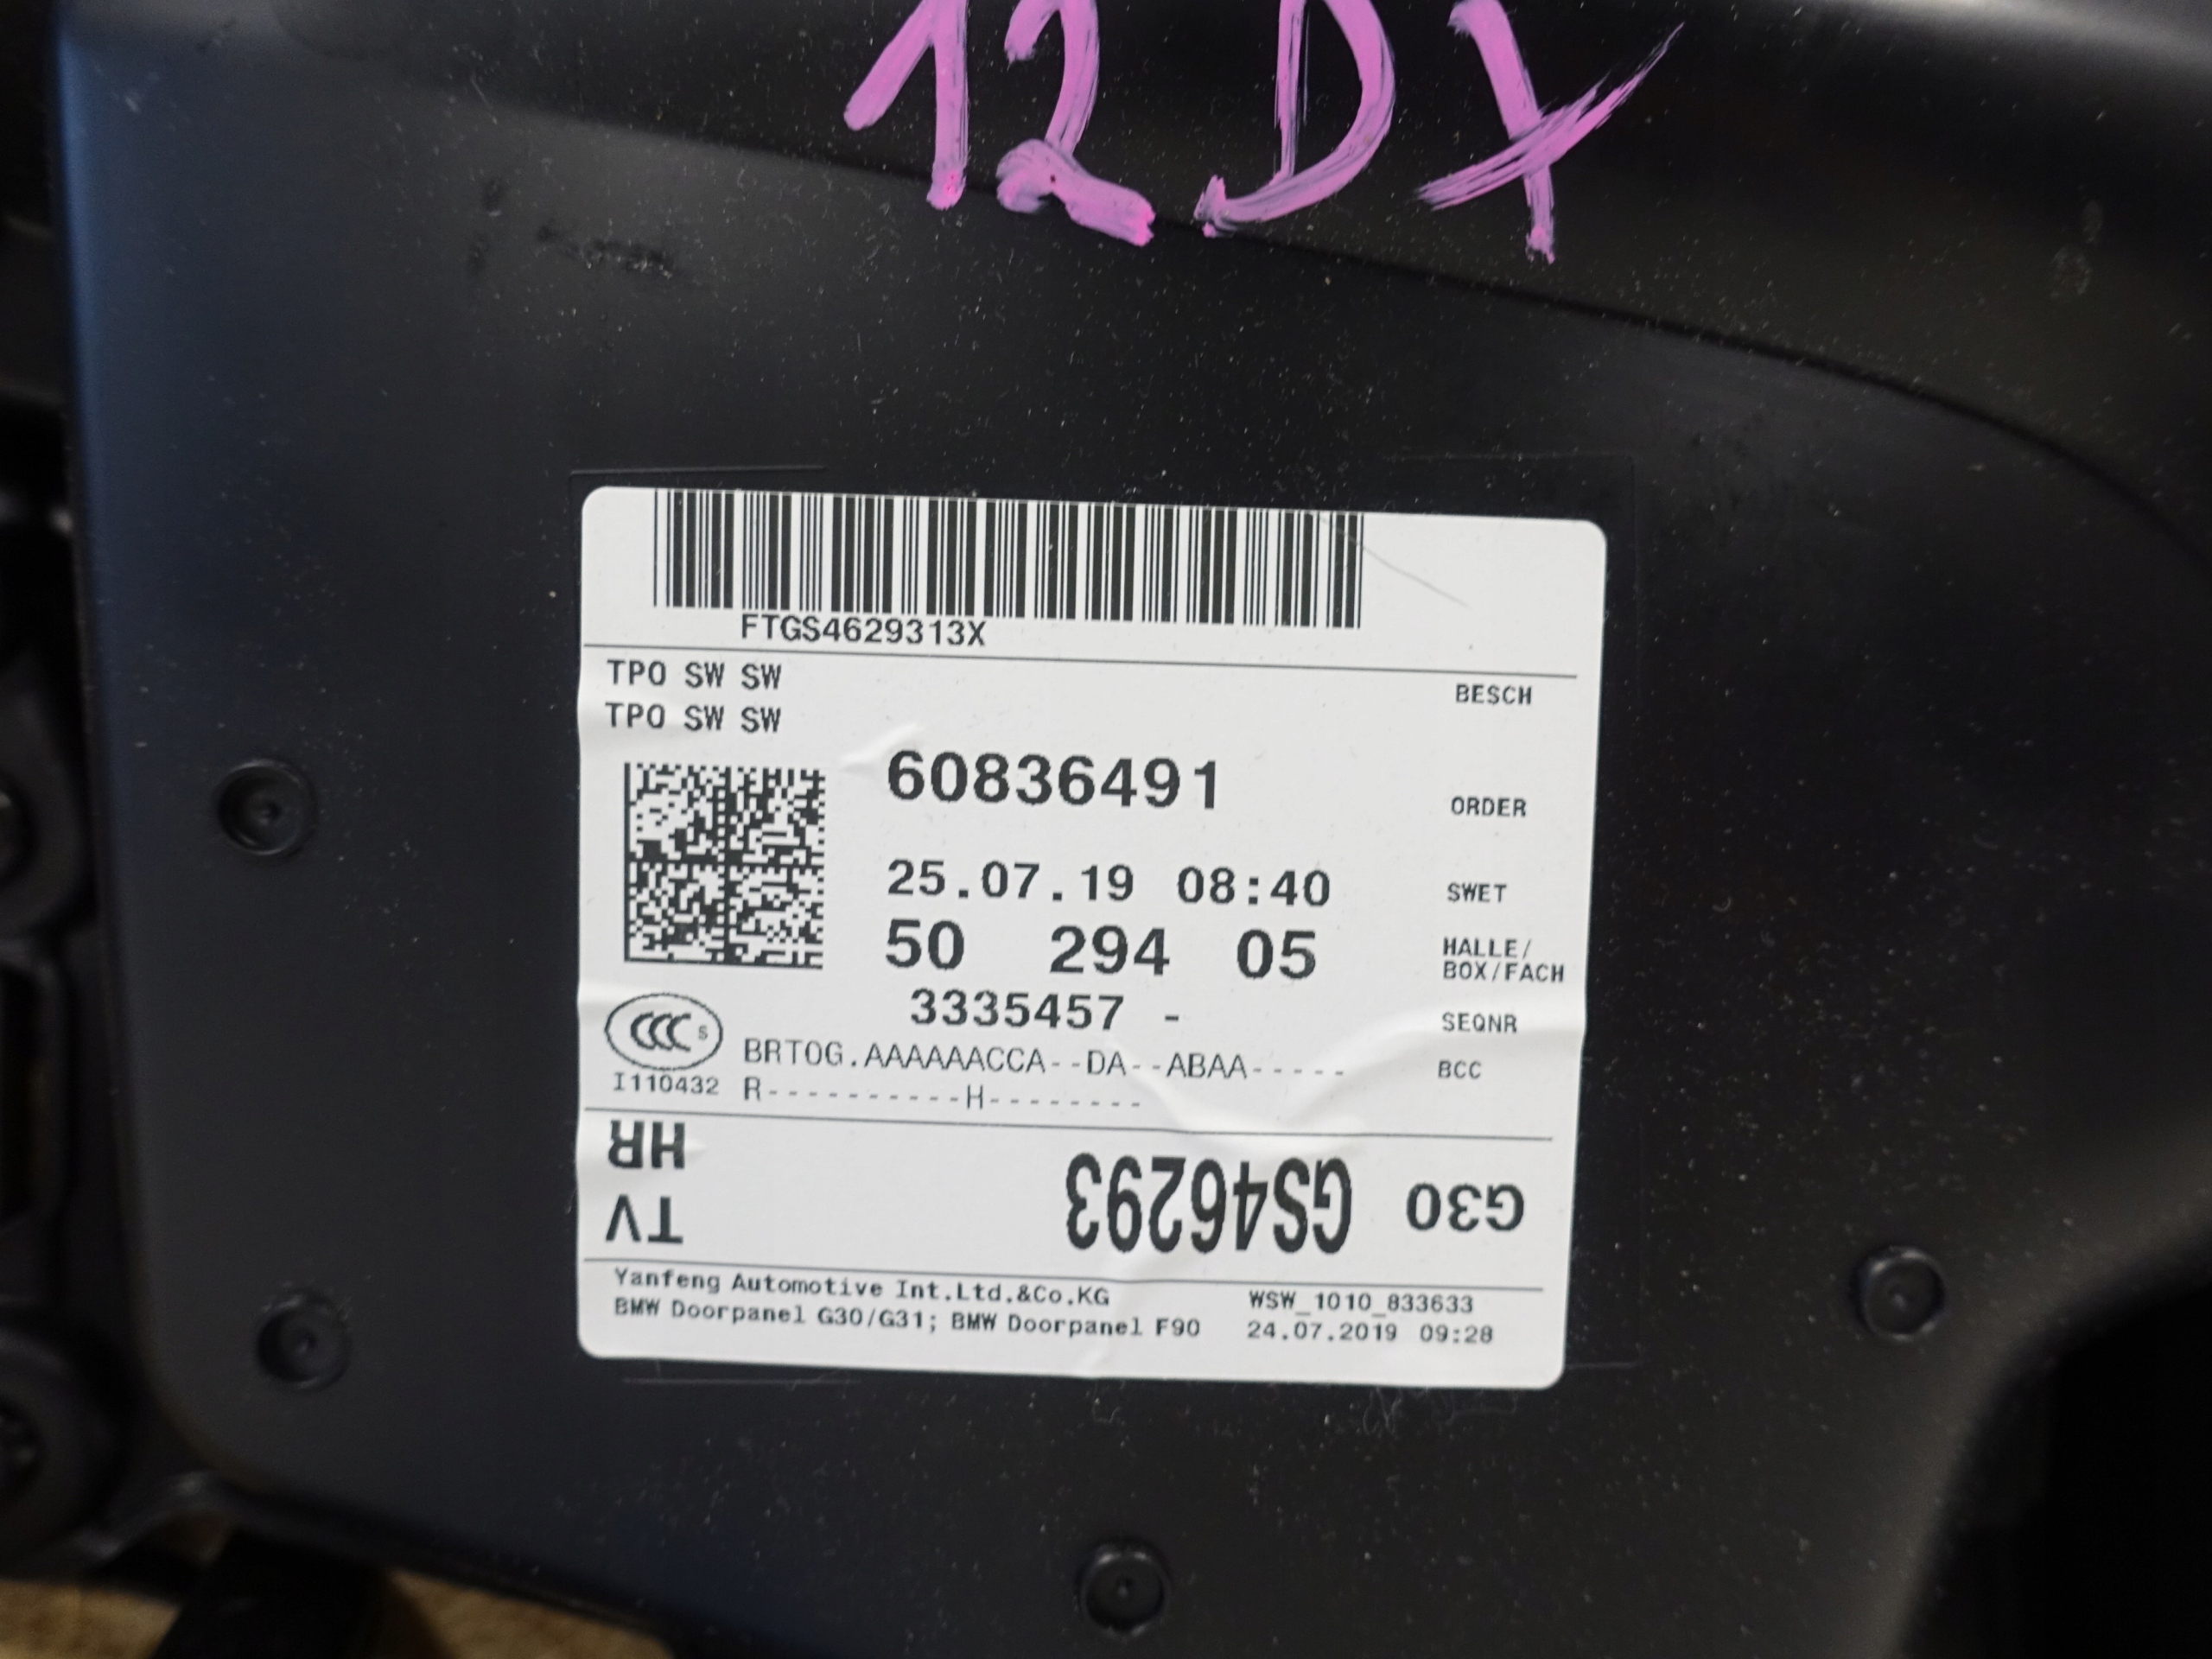 12 DX
FTGS4629313X
TPO SW SW BESCH
TPO SW SW
60836491 ORDER
25.07.19 08:40 SWET
50 294 05 HALLE/
BOX/FACH
3335457 - SEQNR
CCC S
BRTOG.AAAAAACCA--DA--ABAA----- BCC
I110432 R----------H--------
G30 GS46293 TV
HR
Yanfeng Automotive Int.Ltd.&Co.KG WSW_1010_833633
BMW Doorpanel G30/G31; BMW Doorpanel F90 24.07.2019 09:28